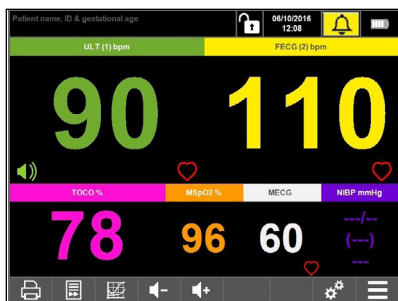 Patient name, ID & gestational age
06/10/2016
12:08
ULT (1) bpm
FECG (2) bpm
90
110
TOCO %
MSpO2 %
MECG
NIBP mmHg
78
96
60
---/--
(---)
---